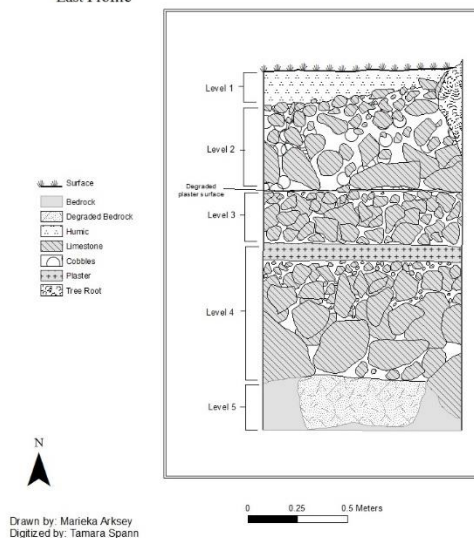 East Profile
Level 1
Level 2
Degraded
plaster surface
Level 3
Level 4
Level 5
Surface
Bedrock
Degraded Bedrock
Humic
Limestone
Cobbles
Plaster
Tree Root
N
0 0.25 0.5 Meters
Drawn by: Marieka Arksey
Digitized by: Tamara Spann